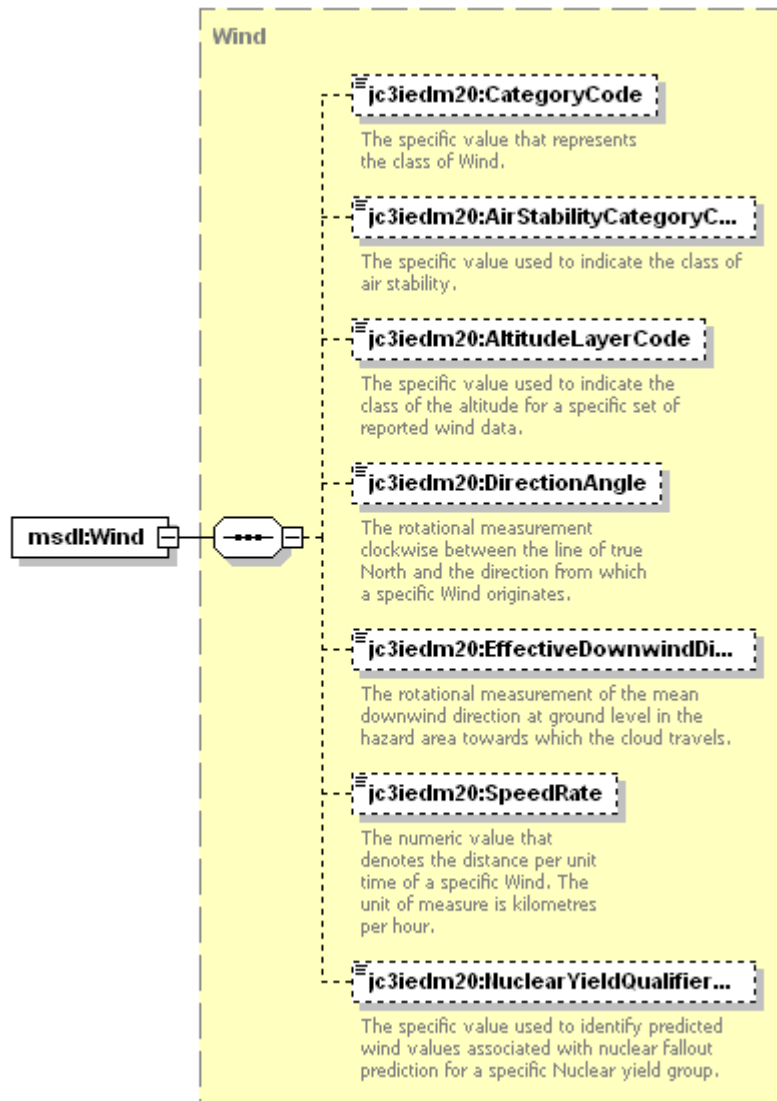 Wind
jc3iedm20:CategoryCode
The specific value that represents
the class of Wind.
jc3iedm20:AirStabilityCategoryC...
The specific value used to indicate the class of
air stability.
jc3iedm20:AltitudeLayerCode
The specific value used to indicate the
class of the altitude for a specific set of
reported wind data.
jc3iedm20:DirectionAngle
The rotational measurement
clockwise between the line of true
North and the direction from which
a specific Wind originates.
msdl:Wind
jc3iedm20:EffectiveDownwindDi...
The rotational measurement of the mean
downwind direction at ground level in the
hazard area towards which the cloud travels.
jc3iedm20:SpeedRate
The numeric value that
denotes the distance per unit
time of a specific Wind. The
unit of measure is kilometres
per hour.
jc3iedm20:NuclearYieldQualifier...
The specific value used to identify predicted
wind values associated with nuclear fallout
prediction for a specific Nuclear yield group.